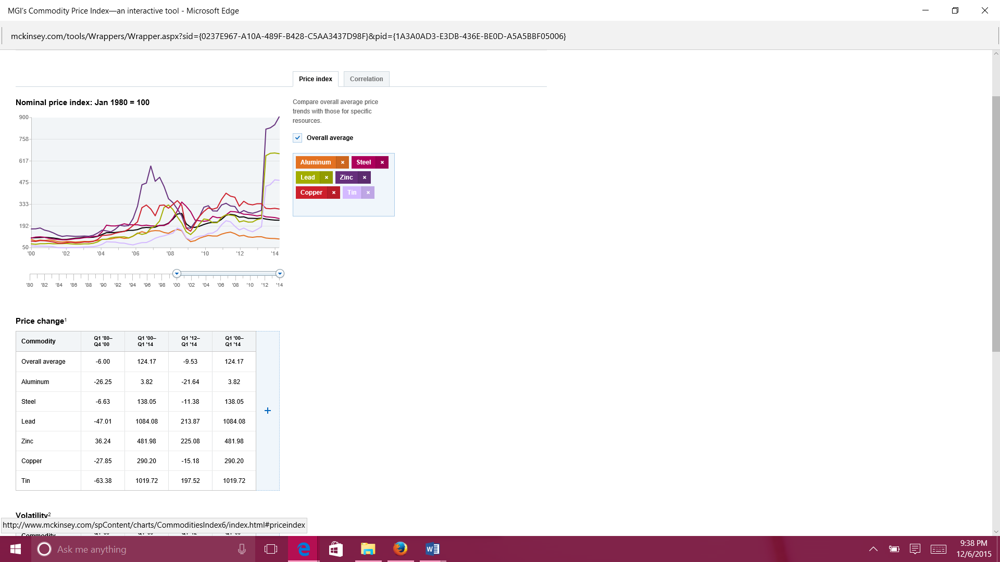 MGI's Commodity Price Index—an interactive tool - Microsoft Edge
mckinsey.com/tools/Wrappers/Wrapper.aspx?sid={0237E967-A10A-489F-B428-C5AA3437D98F}&pid={1A3A0AD3-E3DB-436E-BE0D-A5A5BBF05006}
Price index Correlation
Nominal price index: Jan 1980 = 100
900
758
617
475
333
192
50
'00 '02 '04 '06 '08 '10 '12 '14
'80 '82 '84 '86 '88 '90 '92 '94 '96 '98 '00 '02 '04 '06 '08 '10 '12 '14
Compare overall average price
trends with those for specific
resources.
Overall average
Aluminum × Steel ×
Lead × Zinc ×
Copper × Tin ×
Price change1
Commodity Q1 '80– Q1 '00– Q1 '12– Q1 '00–
Q4 '00 Q1 '14 Q1 '14 Q1 '14
Overall average -6.00 124.17 -9.53 124.17
Aluminum -26.25 3.82 -21.64 3.82
Steel -6.63 138.05 -11.38 138.05
Lead -47.01 1084.08 213.87 1084.08
Zinc 36.24 481.98 225.08 481.98
Copper -27.85 290.20 -15.18 290.20
Tin -63.38 1019.72 197.52 1019.72
+
Volatility2
http://www.mckinsey.com/spContent/charts/CommoditiesIndex6/index.html#priceindex
Commodity
Ask me anything
9:38 PM
12/6/2015